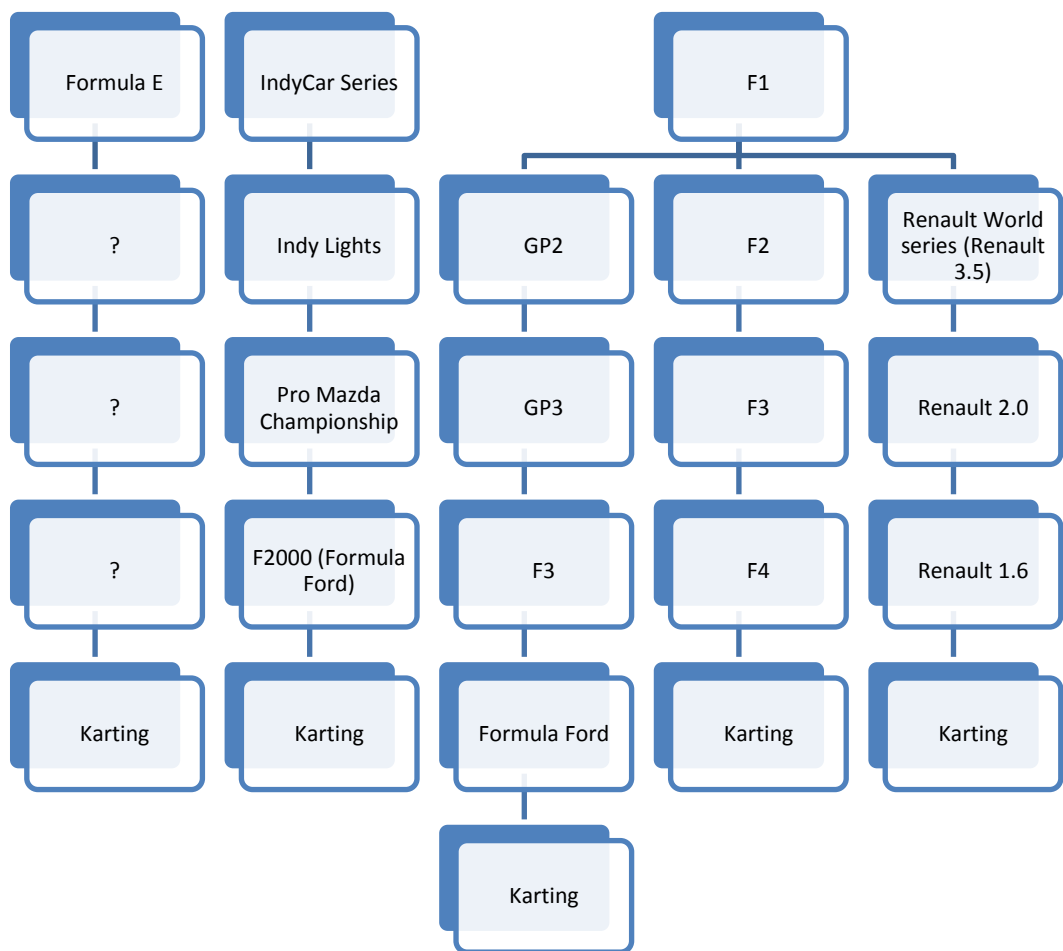 Formula E
IndyCar Series
F1
?
Indy Lights
GP2
F2
Renault World
series (Renault
3.5)
?
Pro Mazda
Championship
GP3
F3
Renault 2.0
?
F2000 (Formula
Ford)
F3
F4
Renault 1.6
Karting
Karting
Formula Ford
Karting
Karting
Karting